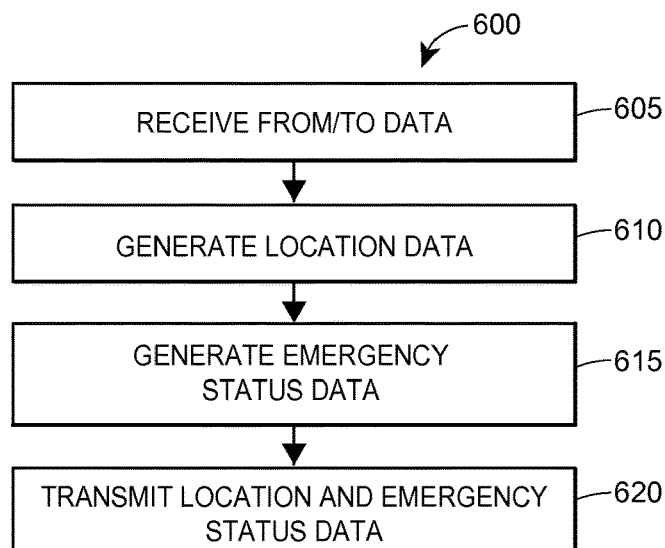 600
RECEIVE FROM/TO DATA
605
GENERATE LOCATION DATA
610
GENERATE EMERGENCY
STATUS DATA
615
TRANSMIT LOCATION AND EMERGENCY
STATUS DATA
620